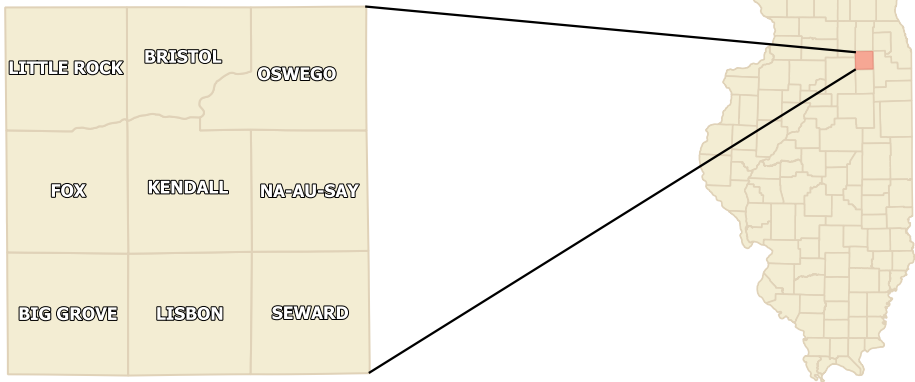 LITTLE ROCK
BRISTOL
OSWEGO
FOX
KENDALL
NA-AU-SAY
BIG GROVE
LISBON
SEWARD